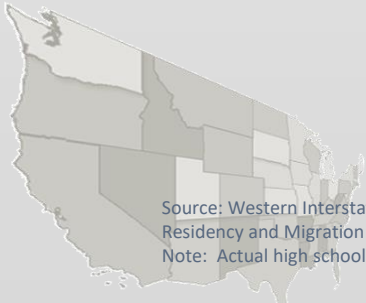 Source: Western Intersta
Residency and Migration
Note:  Actual high school